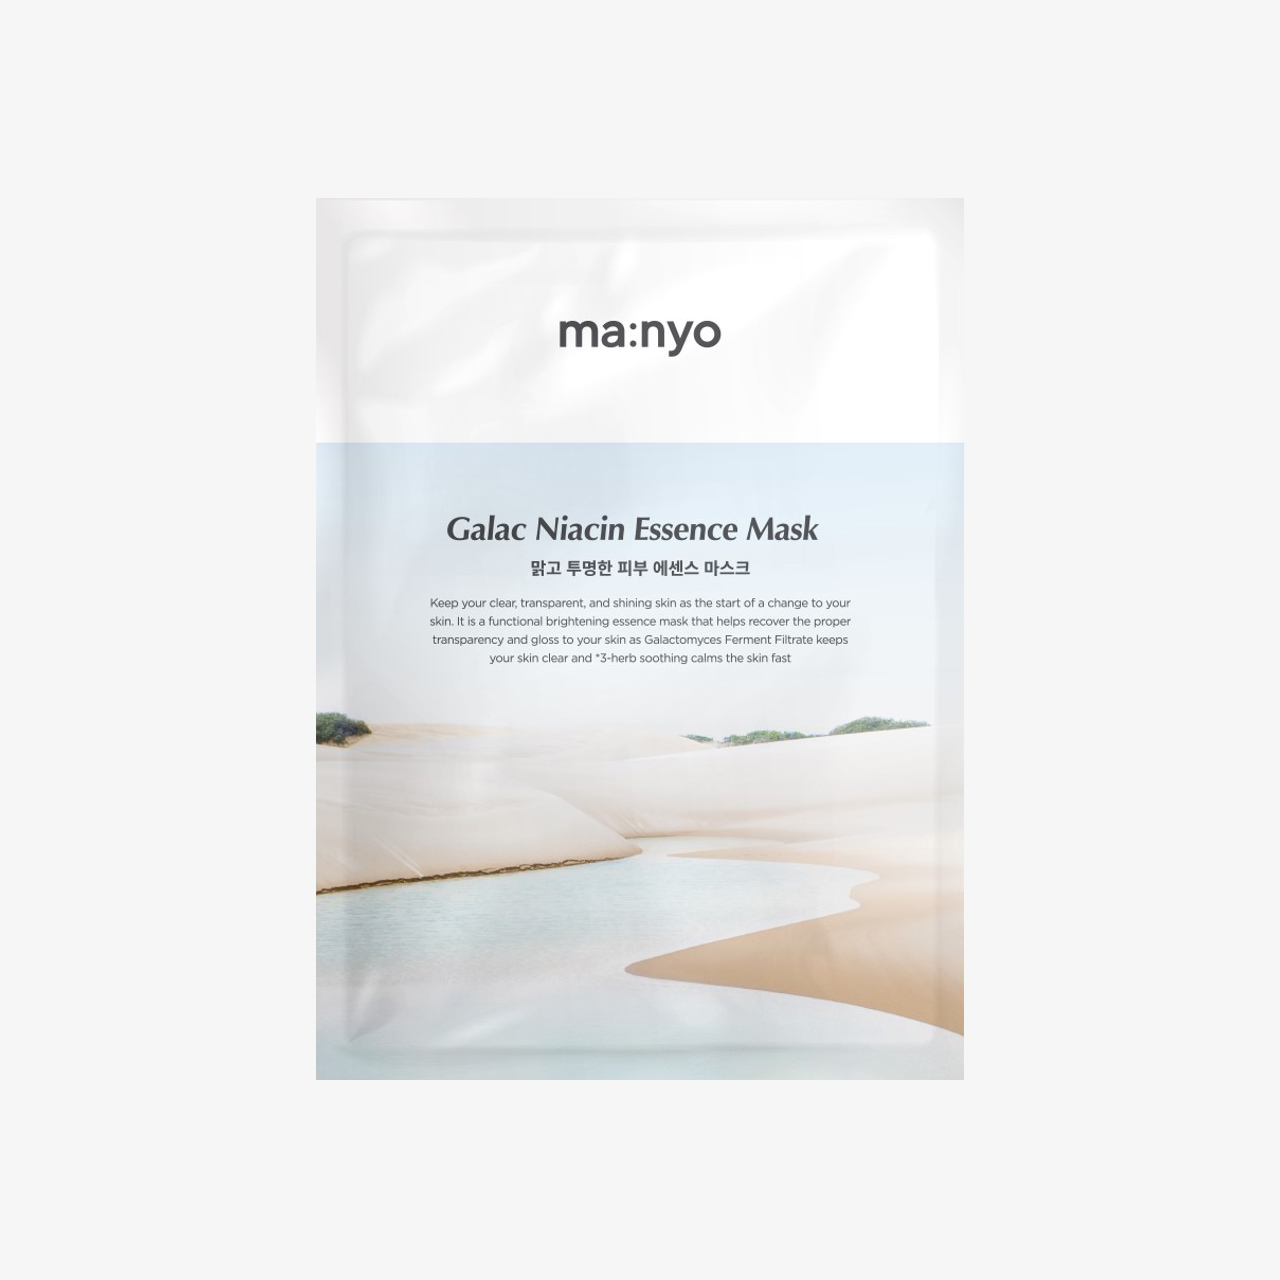 ma:nyo
Galac Niacin Essence Mask
맑고 투명한 피부 에센스 마스크
Keep your clear, transparent, and shining skin as the start of a change to your
skin. It is a functional brightening essence mask that helps recover the proper
transparency and gloss to your skin as Galactomyces Ferment Filtrate keeps
your skin clear and *3-herb soothing calms the skin fast